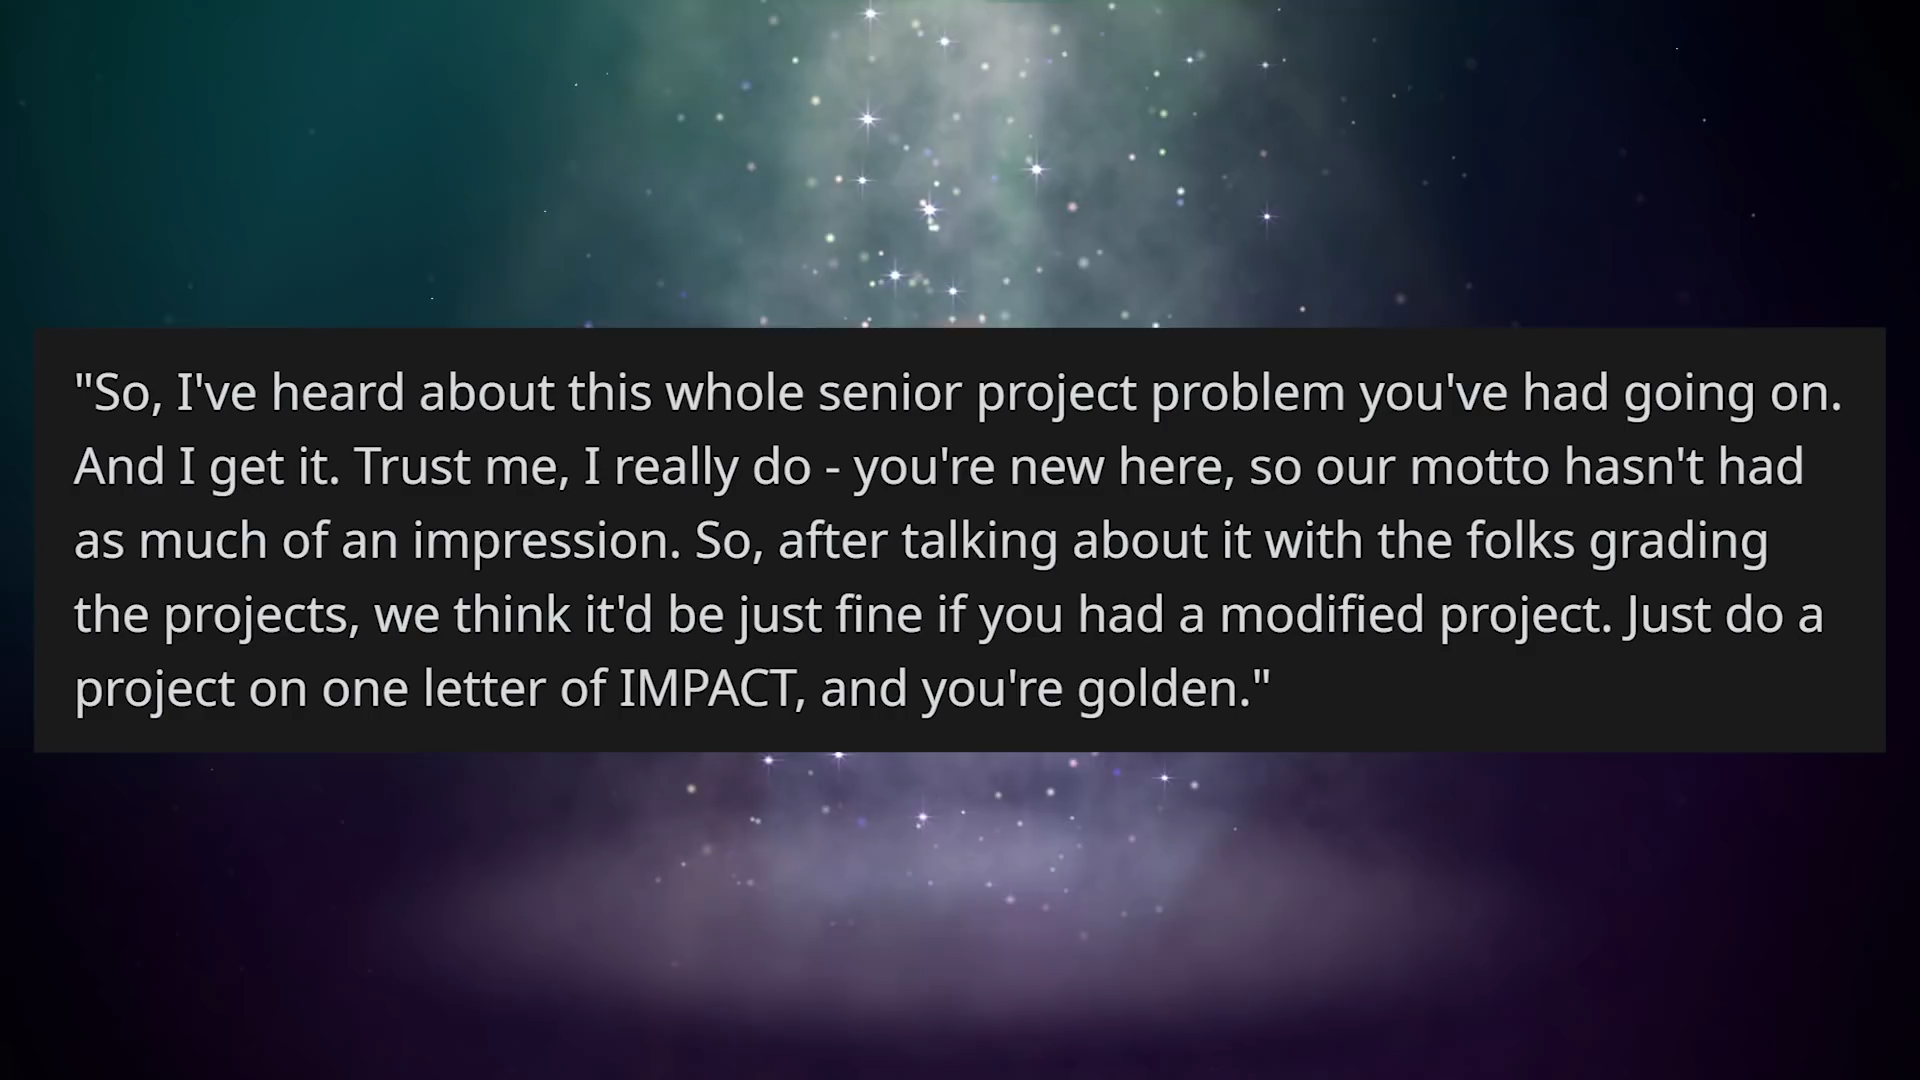 "So, I've heard about this whole senior project problem you've had going on.
And I get it. Trust me, I really do - you're new here, so our motto hasn't had
as much of an impression. So, after talking about it with the folks grading
the projects, we think it'd be just fine if you had a modified project. Just do a
project on one letter of IMPACT, and you're golden."